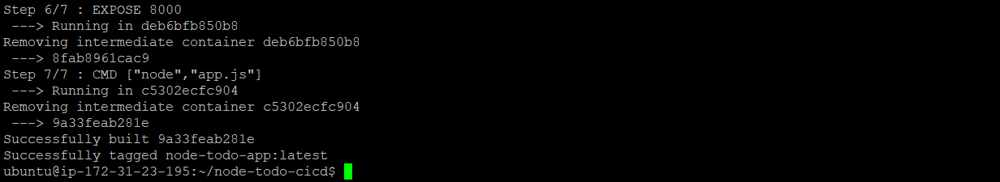 Step 6/7 : EXPOSE 8000
 ---> Running in deb6bfb850b8
Removing intermediate container deb6bfb850b8
 ---> 8fab8961cac9
Step 7/7 : CMD ["node","app.js"]
 ---> Running in c5302ecfc904
Removing intermediate container c5302ecfc904
 ---> 9a33feab281e
Successfully built 9a33feab281e
Successfully tagged node-todo-app:latest
ubuntu@ip-172-31-23-195:~/node-todo-cicd$